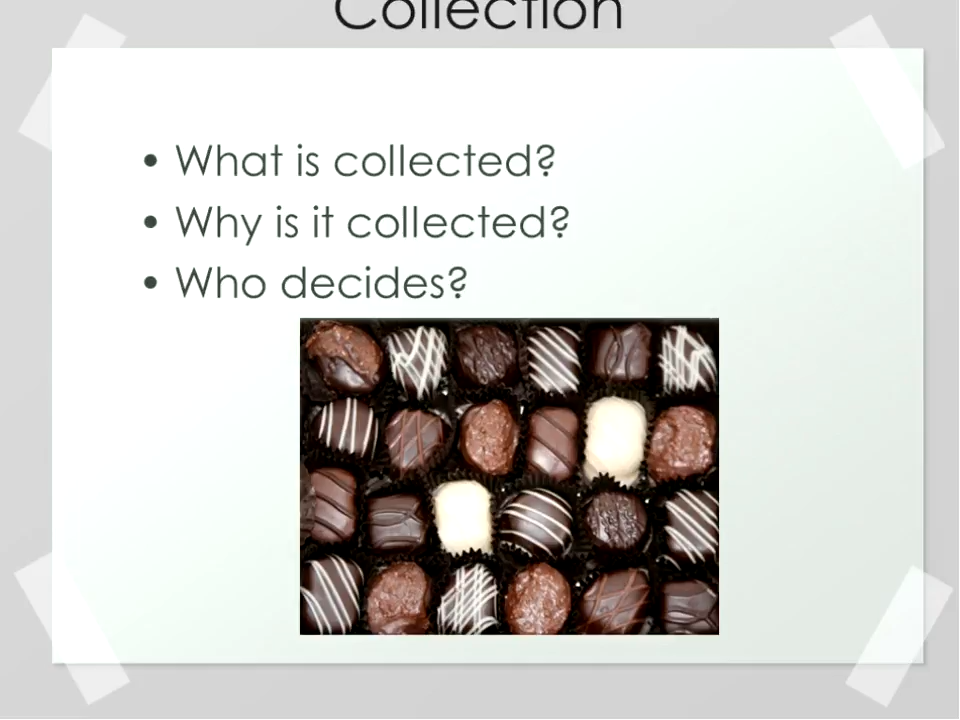 Collection
• What is collected?
• Why is it collected?
• Who decides?